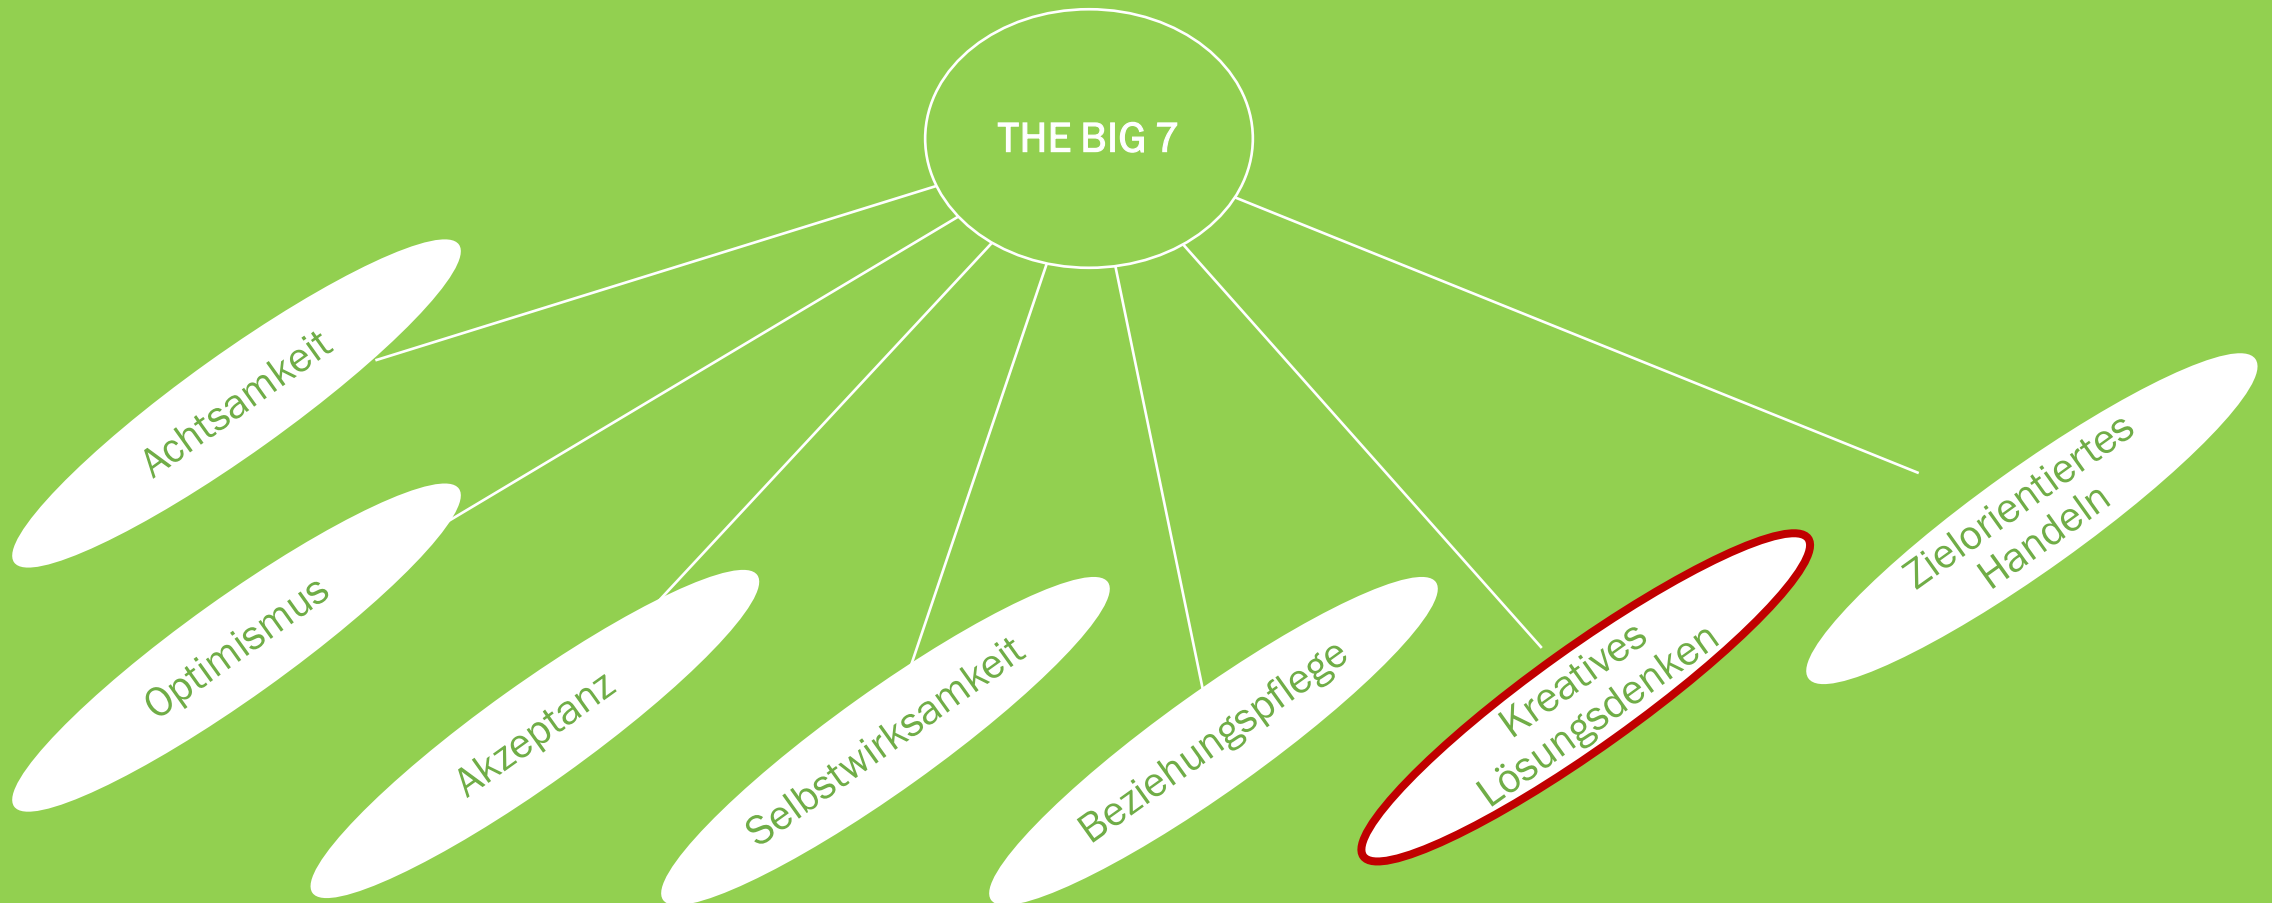 THE BIG 7
Achtsamkeit
Optimismus
Akzeptanz
Selbstwirksamkeit
Beziehungspflege
Kreatives
Lösungsdenken
Zielorientiertes
Handeln